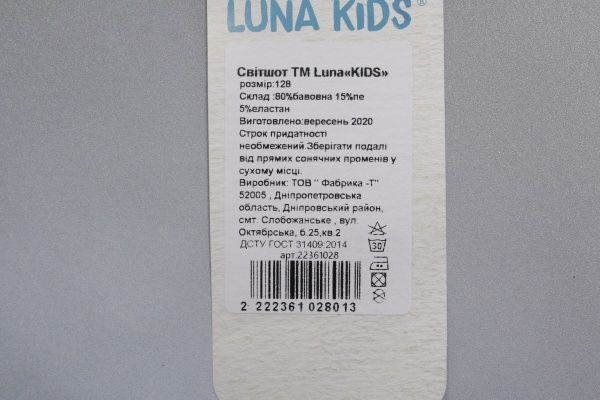 LUNA KiDS®
Світшот ТМ Luna«KIDS»
розмір:128
Склад :80%бавовна 15%пе
5%еластан
Виготовлено:вересень 2020
Строк придатності
необмежений.Зберігати подалі
від прямих сонячних променів у
сухому місці.
Виробник: ТОВ " Фабрика -Т"
52005 , Дніпропетровська
область, Дніпровський район,
смт. Слобожанське , вул.
Октябрська, б.25,кв.2
ДСТУ ГОСТ 31409:2014
арт.22361028
30
2 222361 028013